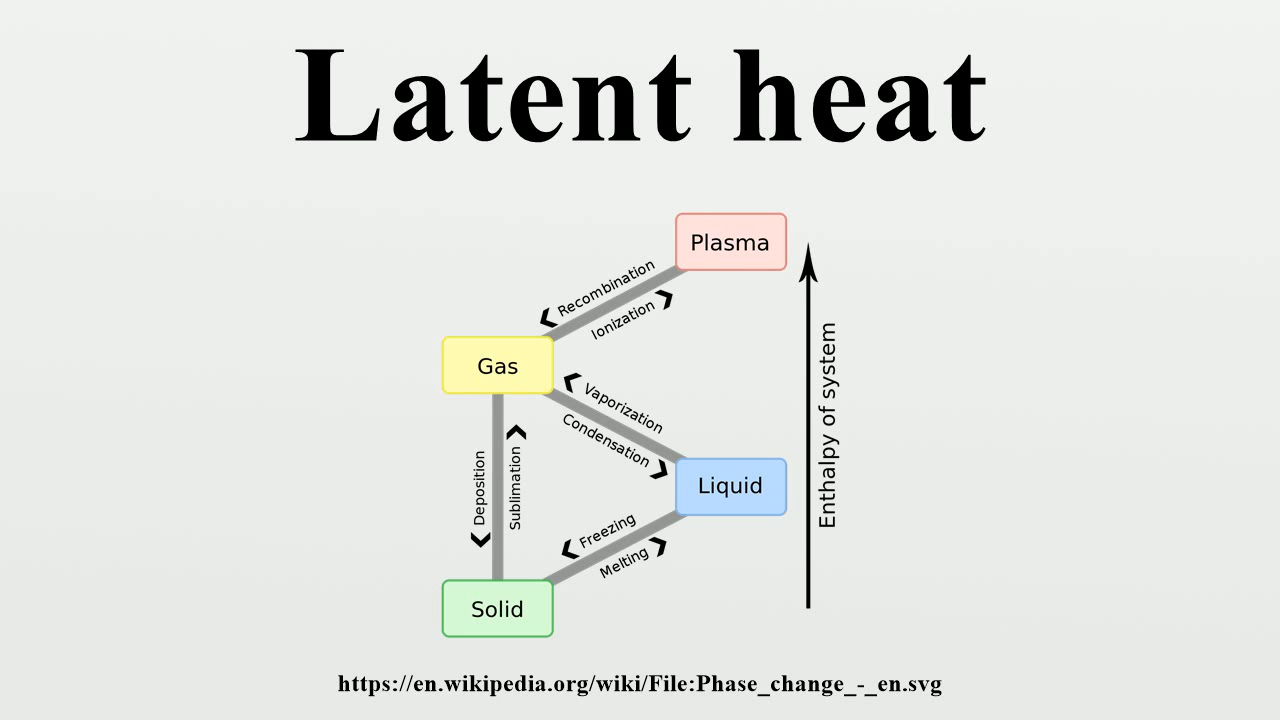 Latent heat
Plasma
Recombination
Ionization
Gas
Vaporization
Condensation
Enthalpy of system
Deposition
Sublimation
Liquid
Freezing
Melting
Solid
https://en.wikipedia.org/wiki/File:Phase_change_-_en.svg